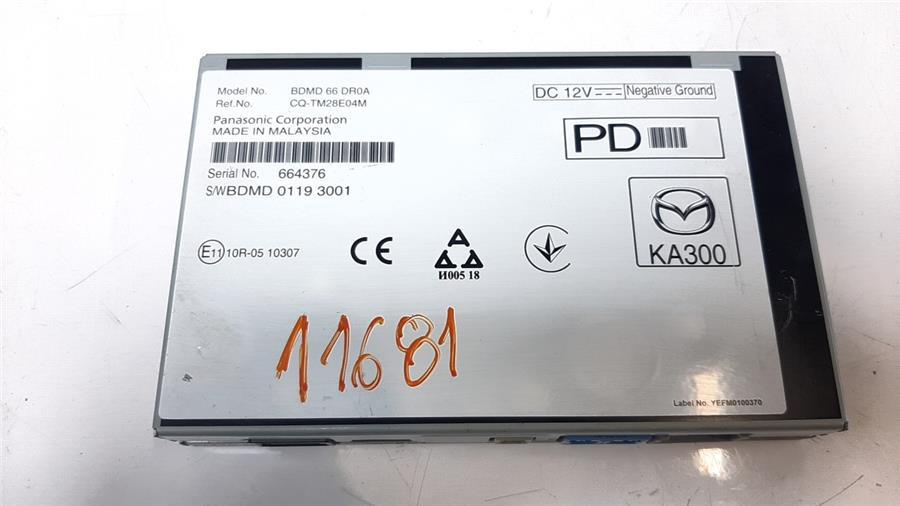 Model No. BDMD 66 DR0A
Ref.No. CQ-TM28E04M
DC 12V Negative Ground
Panasonic Corporation
MADE IN MALAYSIA
PD
Serial No. 664376
S/WBDMD 0119 3001
KA300
E11 10R-05 10307
CE
A
И005 18
11681
Label No. YEFM0100370